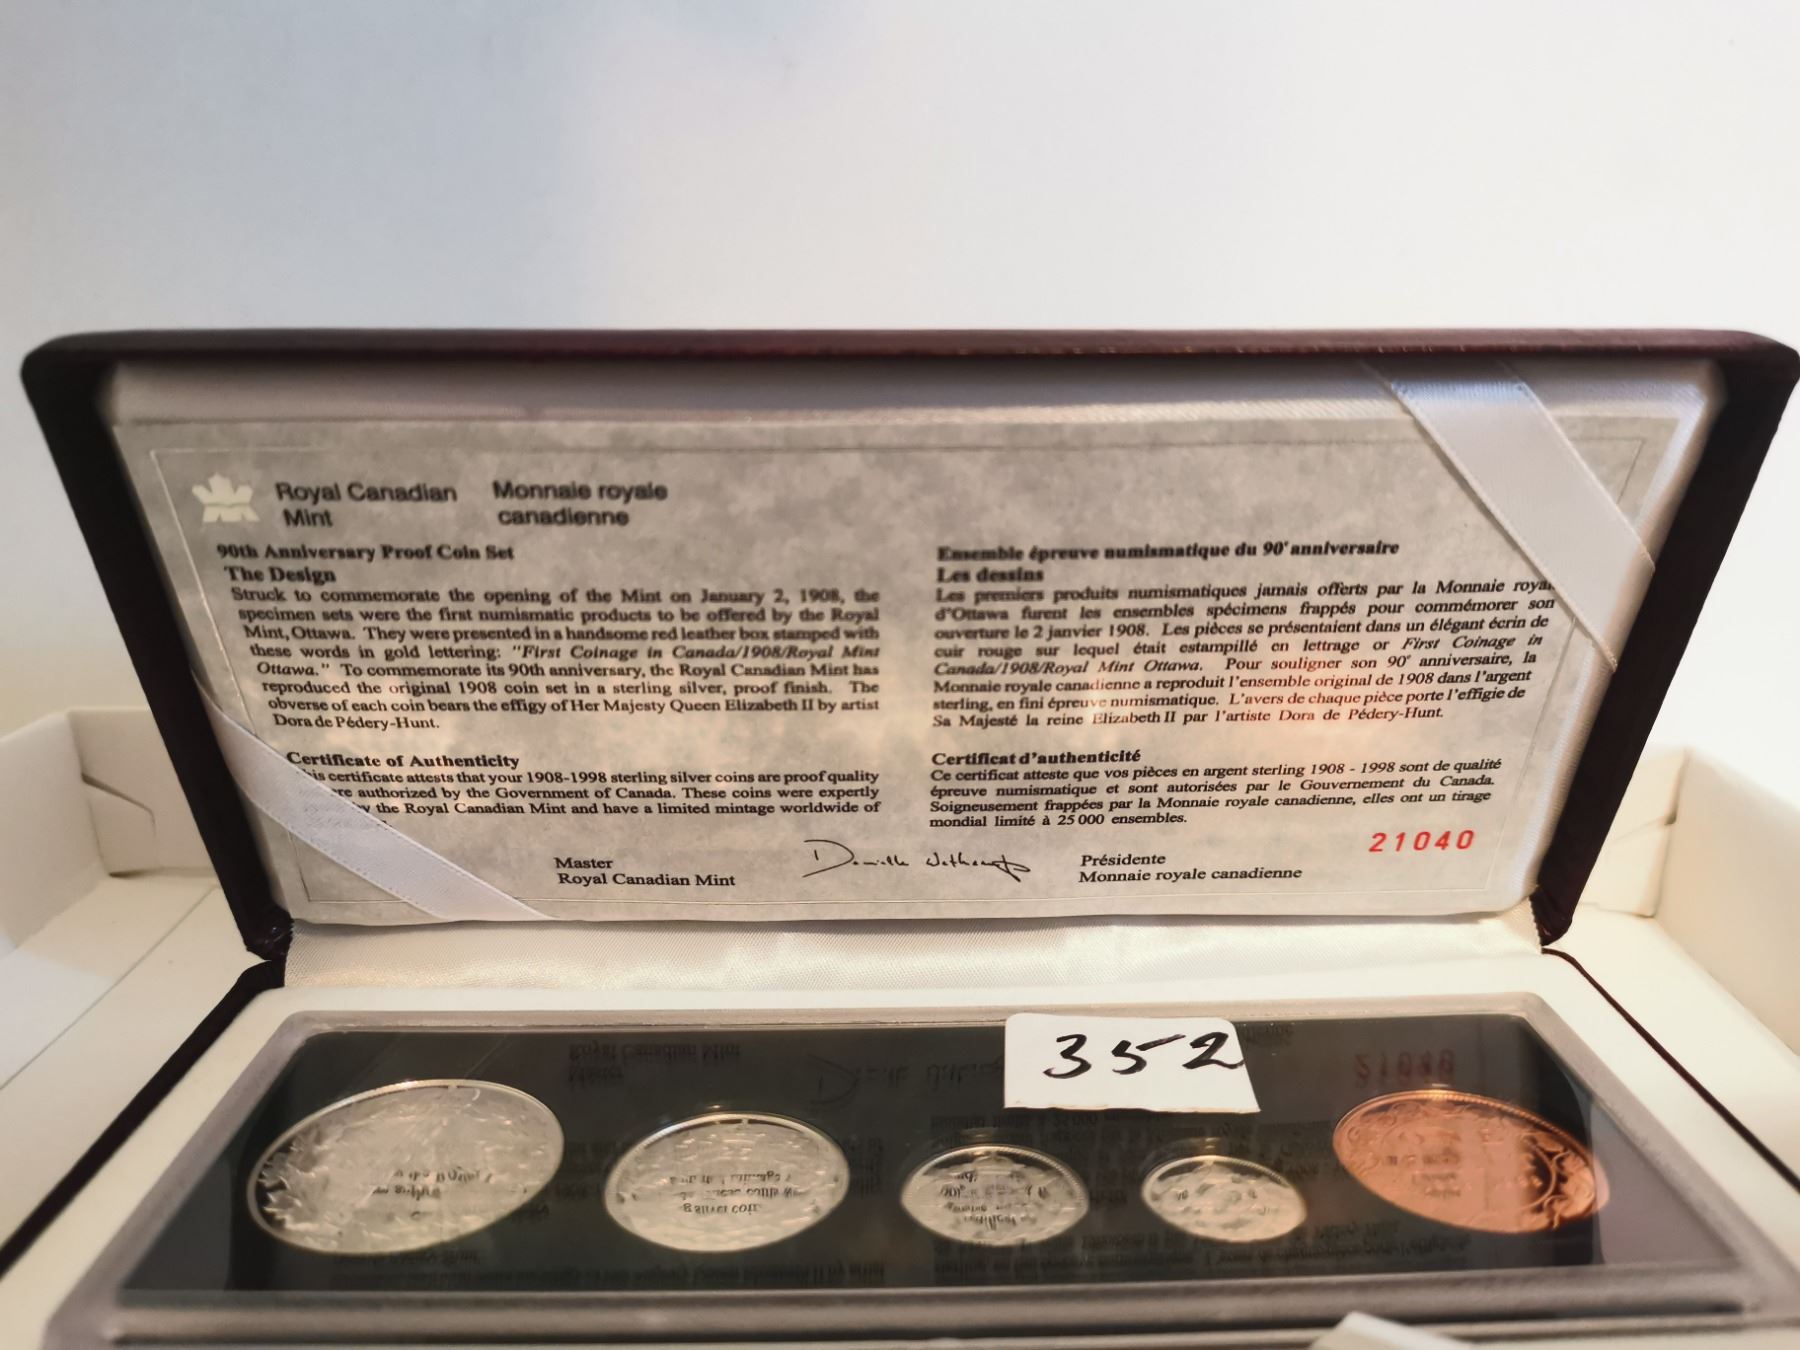 Royal Canadian Monnaie royale
Mint canadienne
90th Anniversary Proof Coin Set
The Design
Struck to commemorate the opening of the Mint on January 2, 1908, the
specimen sets were the first numismatic products to be offered by the Royal
Mint, Ottawa. They were presented in a handsome red leather box stamped with
these words in gold lettering: "First Coinage in Canada/1908/Royal Mint
Ottawa." To commemorate its 90th anniversary, the Royal Canadian Mint has
reproduced the original 1908 coin set in a sterling silver, proof finish. The
obverse of each coin bears the effigy of Her Majesty Queen Elizabeth II by artist
Dora de Pédery-Hunt.
Certificate of Authenticity
certificate attests that your 1908-1998 sterling silver coins are proof quality
authorized by the Government of Canada. These coins were expertly
the Royal Canadian Mint and have a limited mintage worldwide of
Ensemble épreuve numismatique du 90e anniversaire
Les dessins
Les premiers produits numismatiques jamais offerts par la Monnaie
d'Ottawa furent les ensembles spécimens frappés pour commémorer son
ouverture le 2 janvier 1908. Les pièces se présentaient dans un élégant écrin de
cuir rouge sur lequel était estampillé en lettrage or First Coinage in
Canada/1908/Royal Mint Ottawa. Pour souligner son 90e anniversaire, la
Monnaie royale canadienne a reproduit l'ensemble original de 1908 dans l'argent
sterling, en fini épreuve numismatique. L'avers de chaque pièce porte l'effigie de
Sa Majesté la reine Elizabeth II par l'artiste Dora de Pédery-Hunt.
Certificat d'authenticité
Ce certificat atteste que vos pièces en argent sterling 1908 - 1998 sont de qualité
épreuve numismatique et sont autorisées par le Gouvernement du Canada.
Soigneusement frappées par la Monnaie royale canadienne, elles ont un tirage
mondial limité à 25 000 ensembles.
21040
Master
Royal Canadian Mint
Présidente
Monnaie royale canadienne
352